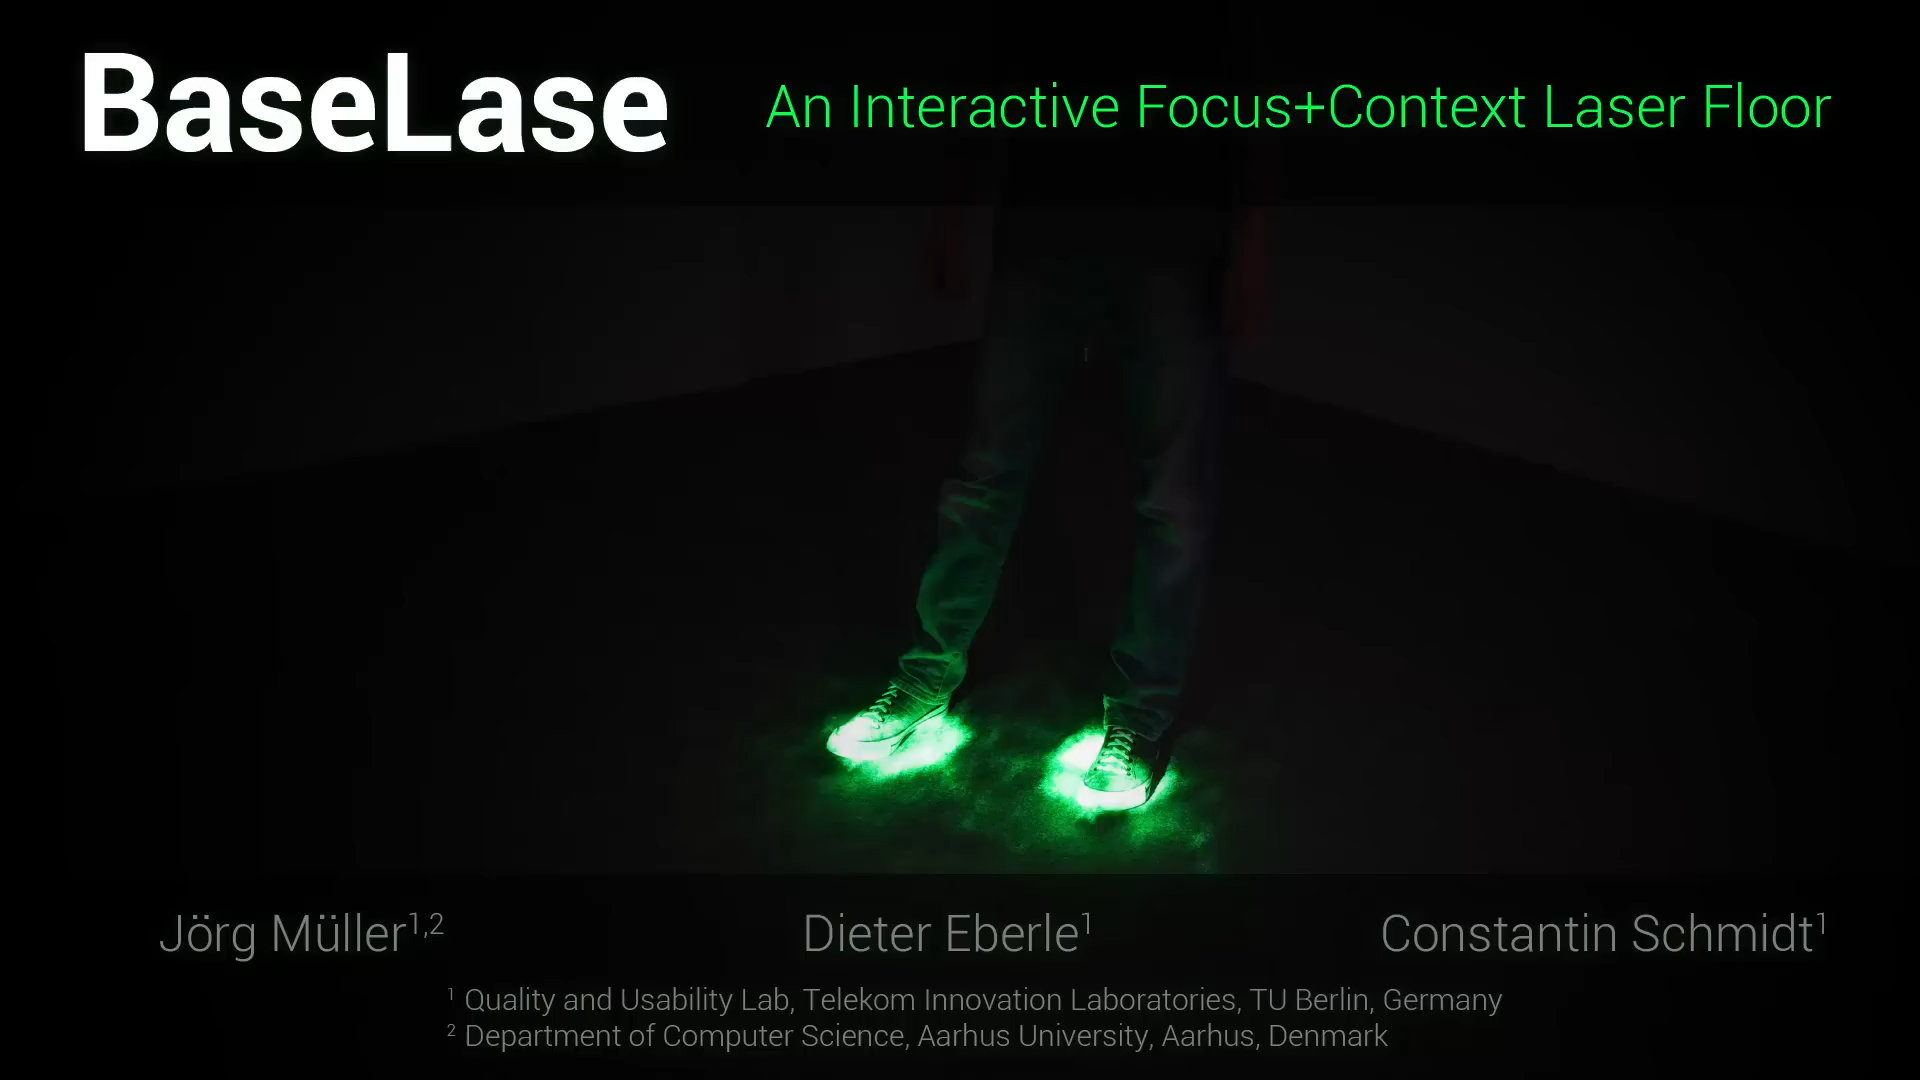 BaseLase
An Interactive Focus+Context Laser Floor
Jörg Müller¹,² Dieter Eberle¹ Constantin Schmidt¹
¹ Quality and Usability Lab, Telekom Innovation Laboratories, TU Berlin, Germany
² Department of Computer Science, Aarhus University, Aarhus, Denmark